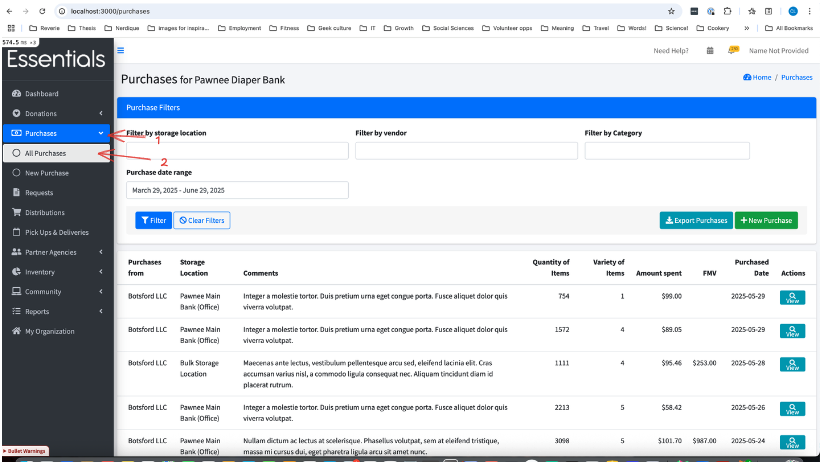 localhost:3000/purchases
Reverie Thesis Nerdique Images for inspira... Employment Fitness Geek culture IT Growth Social Sciences Volunteer apps Meaning Travel Words! Science! Cookery » All Bookmarks
574.5 ms ×3
Essentials
Need Help? Name Not Provided
Purchases for Pawnee Diaper Bank
Home / Purchases
Dashboard
Donations
Purchases
All Purchases
New Purchase
Requests
Distributions
Pick Ups & Deliveries
Partner Agencies
Inventory
Community
Reports
My Organization
1
2
Purchase Filters
Filter by storage location Filter by vendor Filter by Category
Purchase date range
March 29, 2025 - June 29, 2025
Filter Clear Filters Export Purchases New Purchase
Purchases from Storage Location Comments Quantity of Items Variety of Items Amount spent FMV Purchased Date Actions
Botsford LLC Pawnee Main Bank (Office) Integer a molestie tortor. Duis pretium urna eget congue porta. Fusce aliquet dolor quis viverra volutpat. 754 1 $99.00 2025-05-29 View
Botsford LLC Pawnee Main Bank (Office) Integer a molestie tortor. Duis pretium urna eget congue porta. Fusce aliquet dolor quis viverra volutpat. 1572 4 $89.05 2025-05-29 View
Botsford LLC Bulk Storage Location Maecenas ante lectus, vestibulum pellentesque arcu sed, eleifend lacinia elit. Cras accumsan varius nisl, a commodo ligula consequat nec. Aliquam tincidunt diam id placerat rutrum. 1111 4 $95.46 $253.00 2025-05-28 View
Botsford LLC Pawnee Main Bank (Office) Integer a molestie tortor. Duis pretium urna eget congue porta. Fusce aliquet dolor quis viverra volutpat. 2213 5 $58.42 2025-05-26 View
Botsford LLC Pawnee Main Bank (Office) Nullam dictum ac lectus at scelerisque. Phasellus volutpat, sem at eleifend tristique, massa mi cursus dui, eget pharetra ligula arcu sit amet nunc. 3098 5 $101.70 $987.00 2025-05-24 View
Bullet Warnings